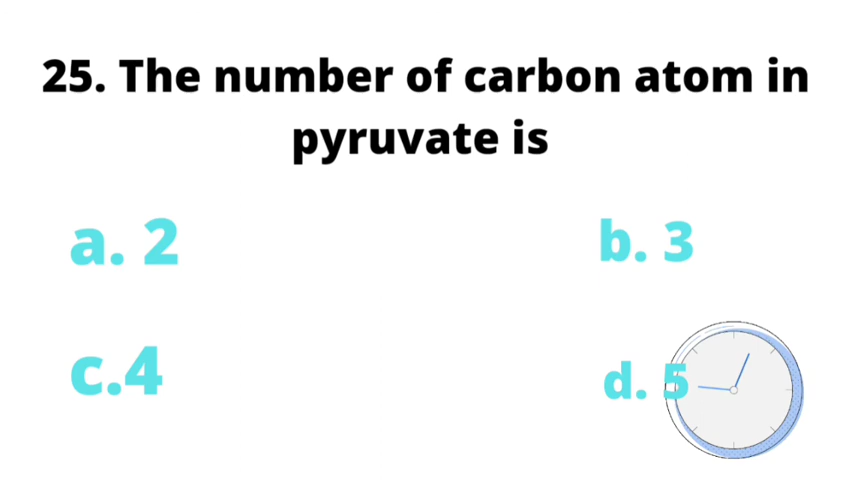 25. The number of carbon atom in
pyruvate is
a. 2
b. 3
c.4
d. 5